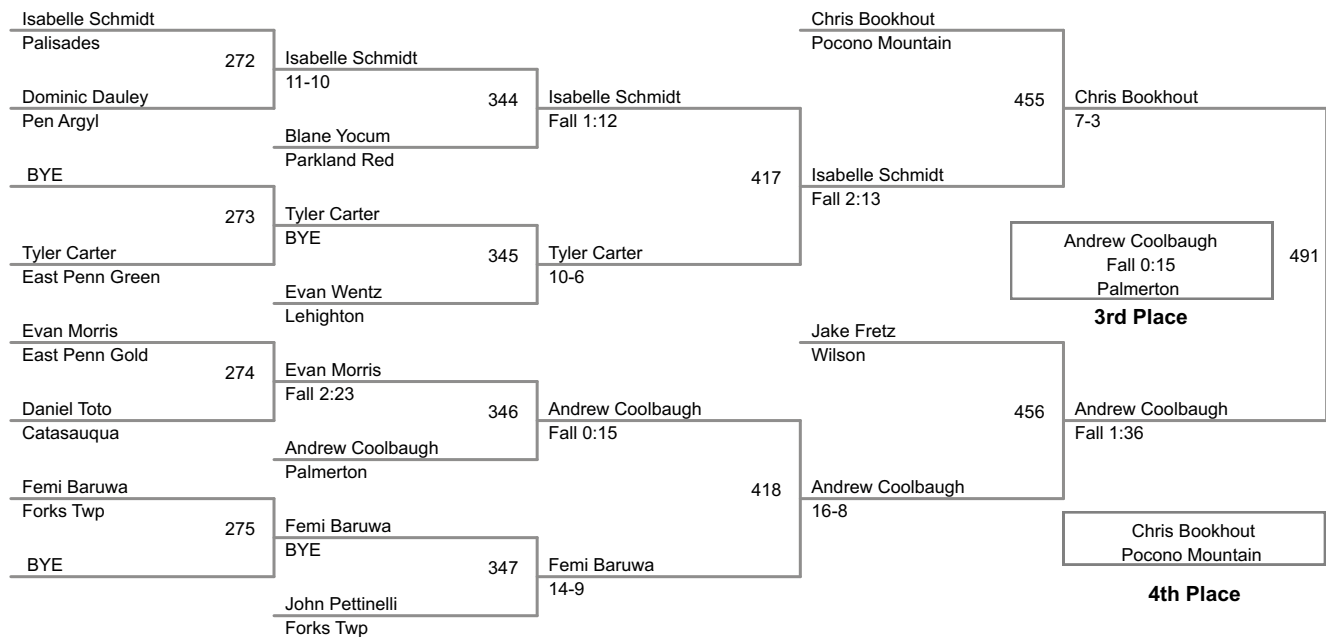 Isabelle Schmidt
Palisades
272
Dominic Dauley
Pen Argyl
BYE
273
Tyler Carter
East Penn Green
Evan Morris
East Penn Gold
274
Daniel Toto
Catasauqua
Femi Baruwa
Forks Twp
275
BYE
Isabelle Schmidt
11-10
344
Blane Yocum
Parkland Red
Tyler Carter
BYE
345
Evan Wentz
Lehighton
Evan Morris
Fall 2:23
346
Andrew Coolbaugh
Palmerton
Femi Baruwa
BYE
347
John Pettinelli
Forks Twp
Isabelle Schmidt
Fall 1:12
417
Tyler Carter
10-6
Andrew Coolbaugh
Fall 0:15
418
Femi Baruwa
14-9
Chris Bookhout
Pocono Mountain
455
Isabelle Schmidt
Fall 2:13
Jake Fretz
Wilson
456
Andrew Coolbaugh
16-8
Chris Bookhout
7-3
Andrew Coolbaugh
Fall 0:15
Palmerton
3rd Place
491
Andrew Coolbaugh
Fall 1:36
Chris Bookhout
Pocono Mountain
4th Place